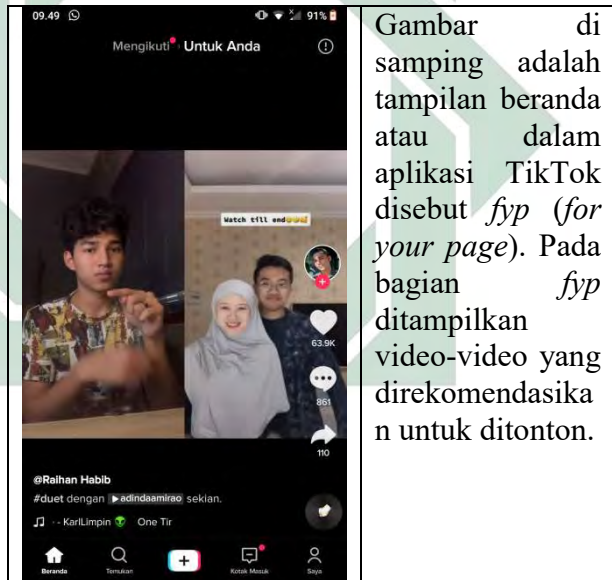 09.49
91%
Mengikuti
Untuk Anda
Watch till end
63.9K
861
110
@Raihan Habib
#duet dengan adindaamirao sekian.
-- KarlLimpin
One Tir
Beranda
Temukan
Kotak Masuk
Saya
Gambar di
samping adalah
tampilan beranda
atau dalam
aplikasi TikTok
disebut fyp (for
your page). Pada
bagian fyp
ditampilkan
video-video yang
direkomendasika
n untuk ditonton.